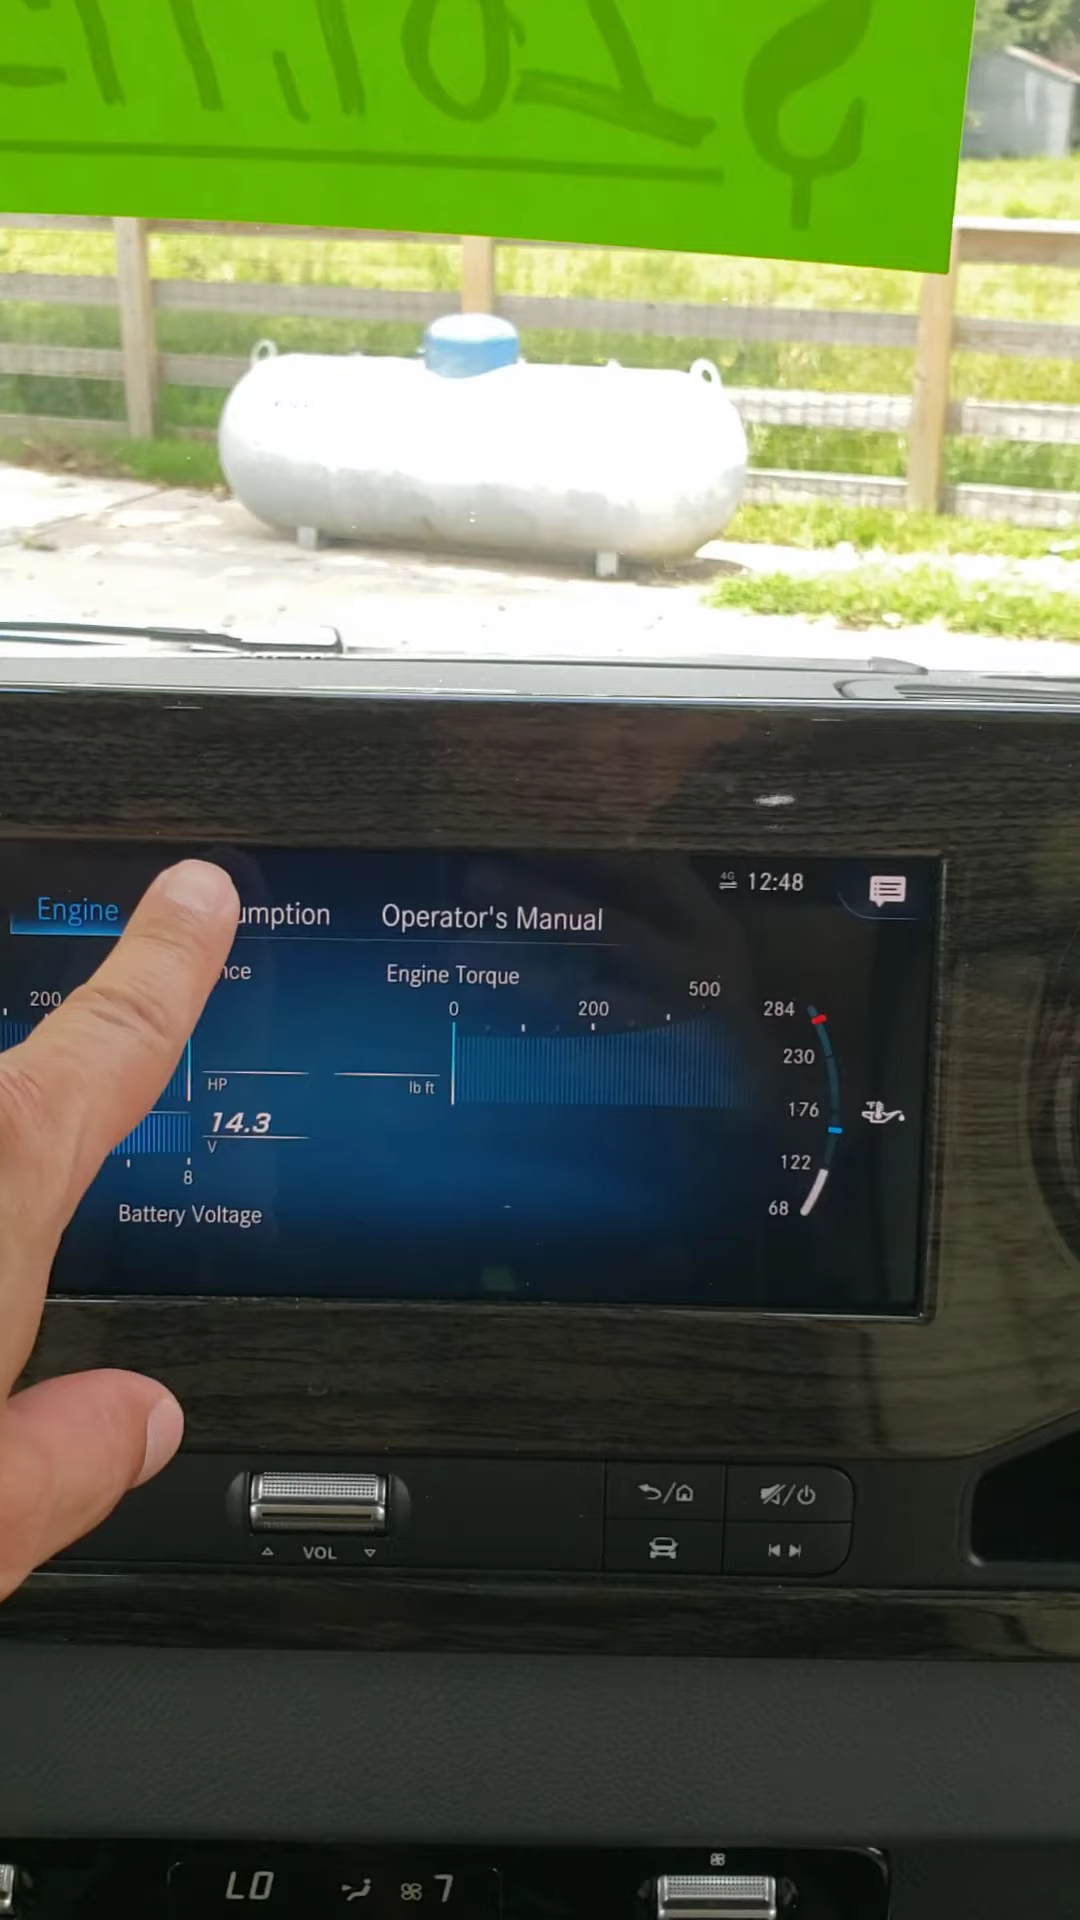 4G 12:48
Engine umption Operator's Manual
nce Engine Torque
200 0 200 500
HP lb ft
14.3
V
8
Battery Voltage
284
230
176
122
68
VOL
LO 7